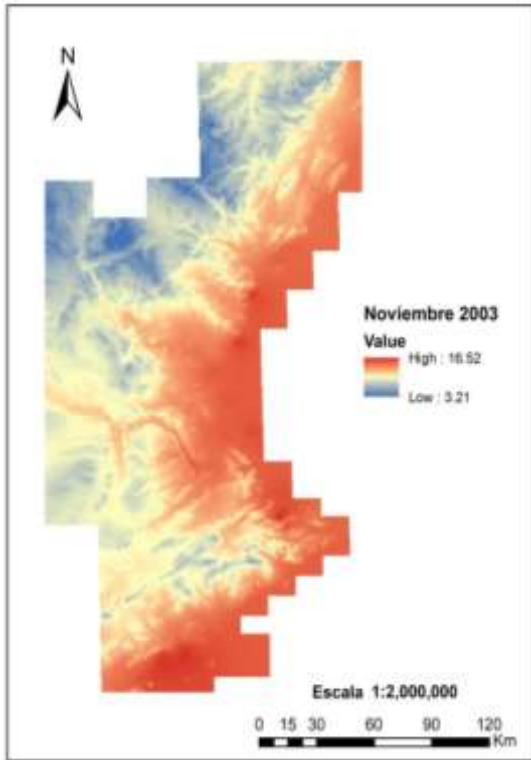 N
Noviembre 2003
Value
High : 16.52
Low : 3.21
Escala 1:2,000,000
0 15 30 60 90 120
Km